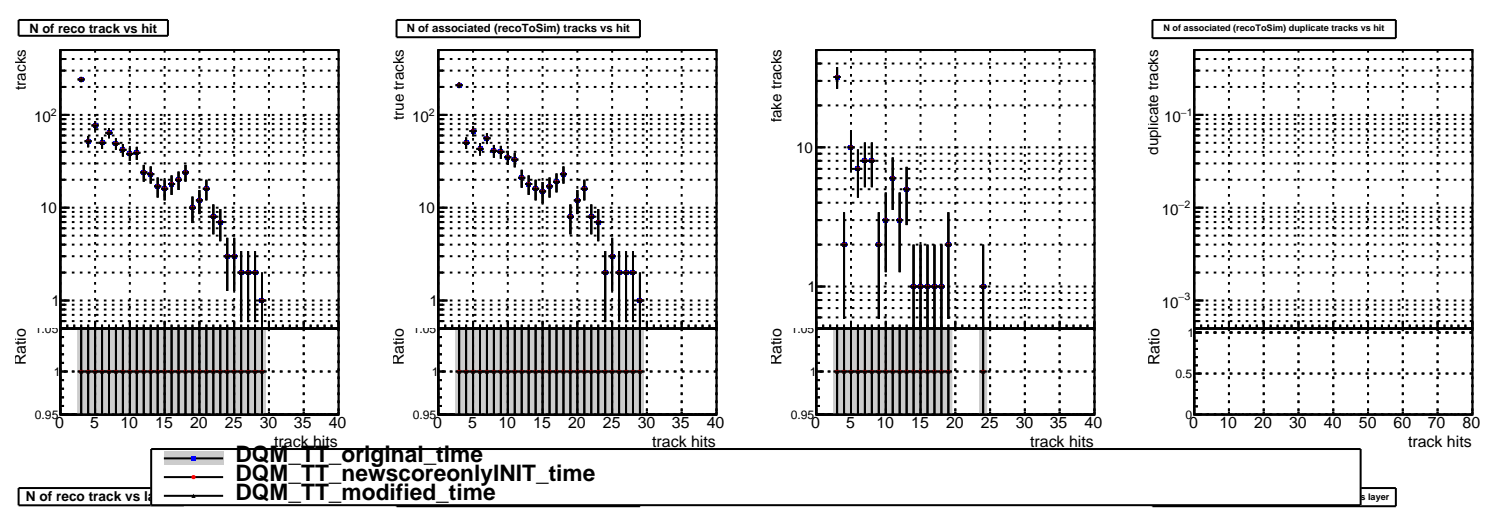 N of reco track vs hit
N of associated (recoToSim) tracks vs hit
N of associated (recoToSim) duplicate tracks vs hit
tracks
10²
10
1
Ratio
1.05
1
0.95
0 5 10 15 20 25 30 35 40
track hits
true tracks
10²
10
1
Ratio
1.05
1
0.95
0 5 10 15 20 25 30 35 40
track hits
fake tracks
10
1
Ratio
1.05
1
0.95
0 5 10 15 20 25 30 35 40
track hits
duplicate tracks
10⁻¹
10⁻²
10⁻³
Ratio
1
0.5
0
0 10 20 30 40 50 60 70 80
track hits
DQM_TT_original_time
DQM_TT_newscoreonlyINIT_time
DQM_TT_modified_time
N of reco track vs la
s layer